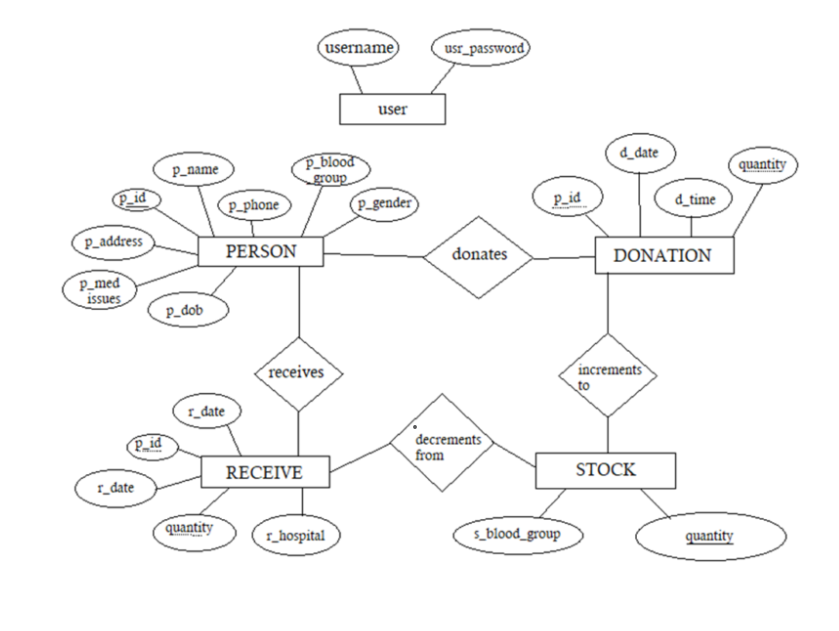 username
usr_password
user
p_name
p_blood
group
d_date
quantity
p_id
p_phone
p_gender
p_id
d_time
p_address
PERSON
donates
DONATION
p_med
issues
p_dob
receives
increments
to
r_date
p_id
decrements
from
RECEIVE
STOCK
r_date
quantity
r_hospital
s_blood_group
quantity